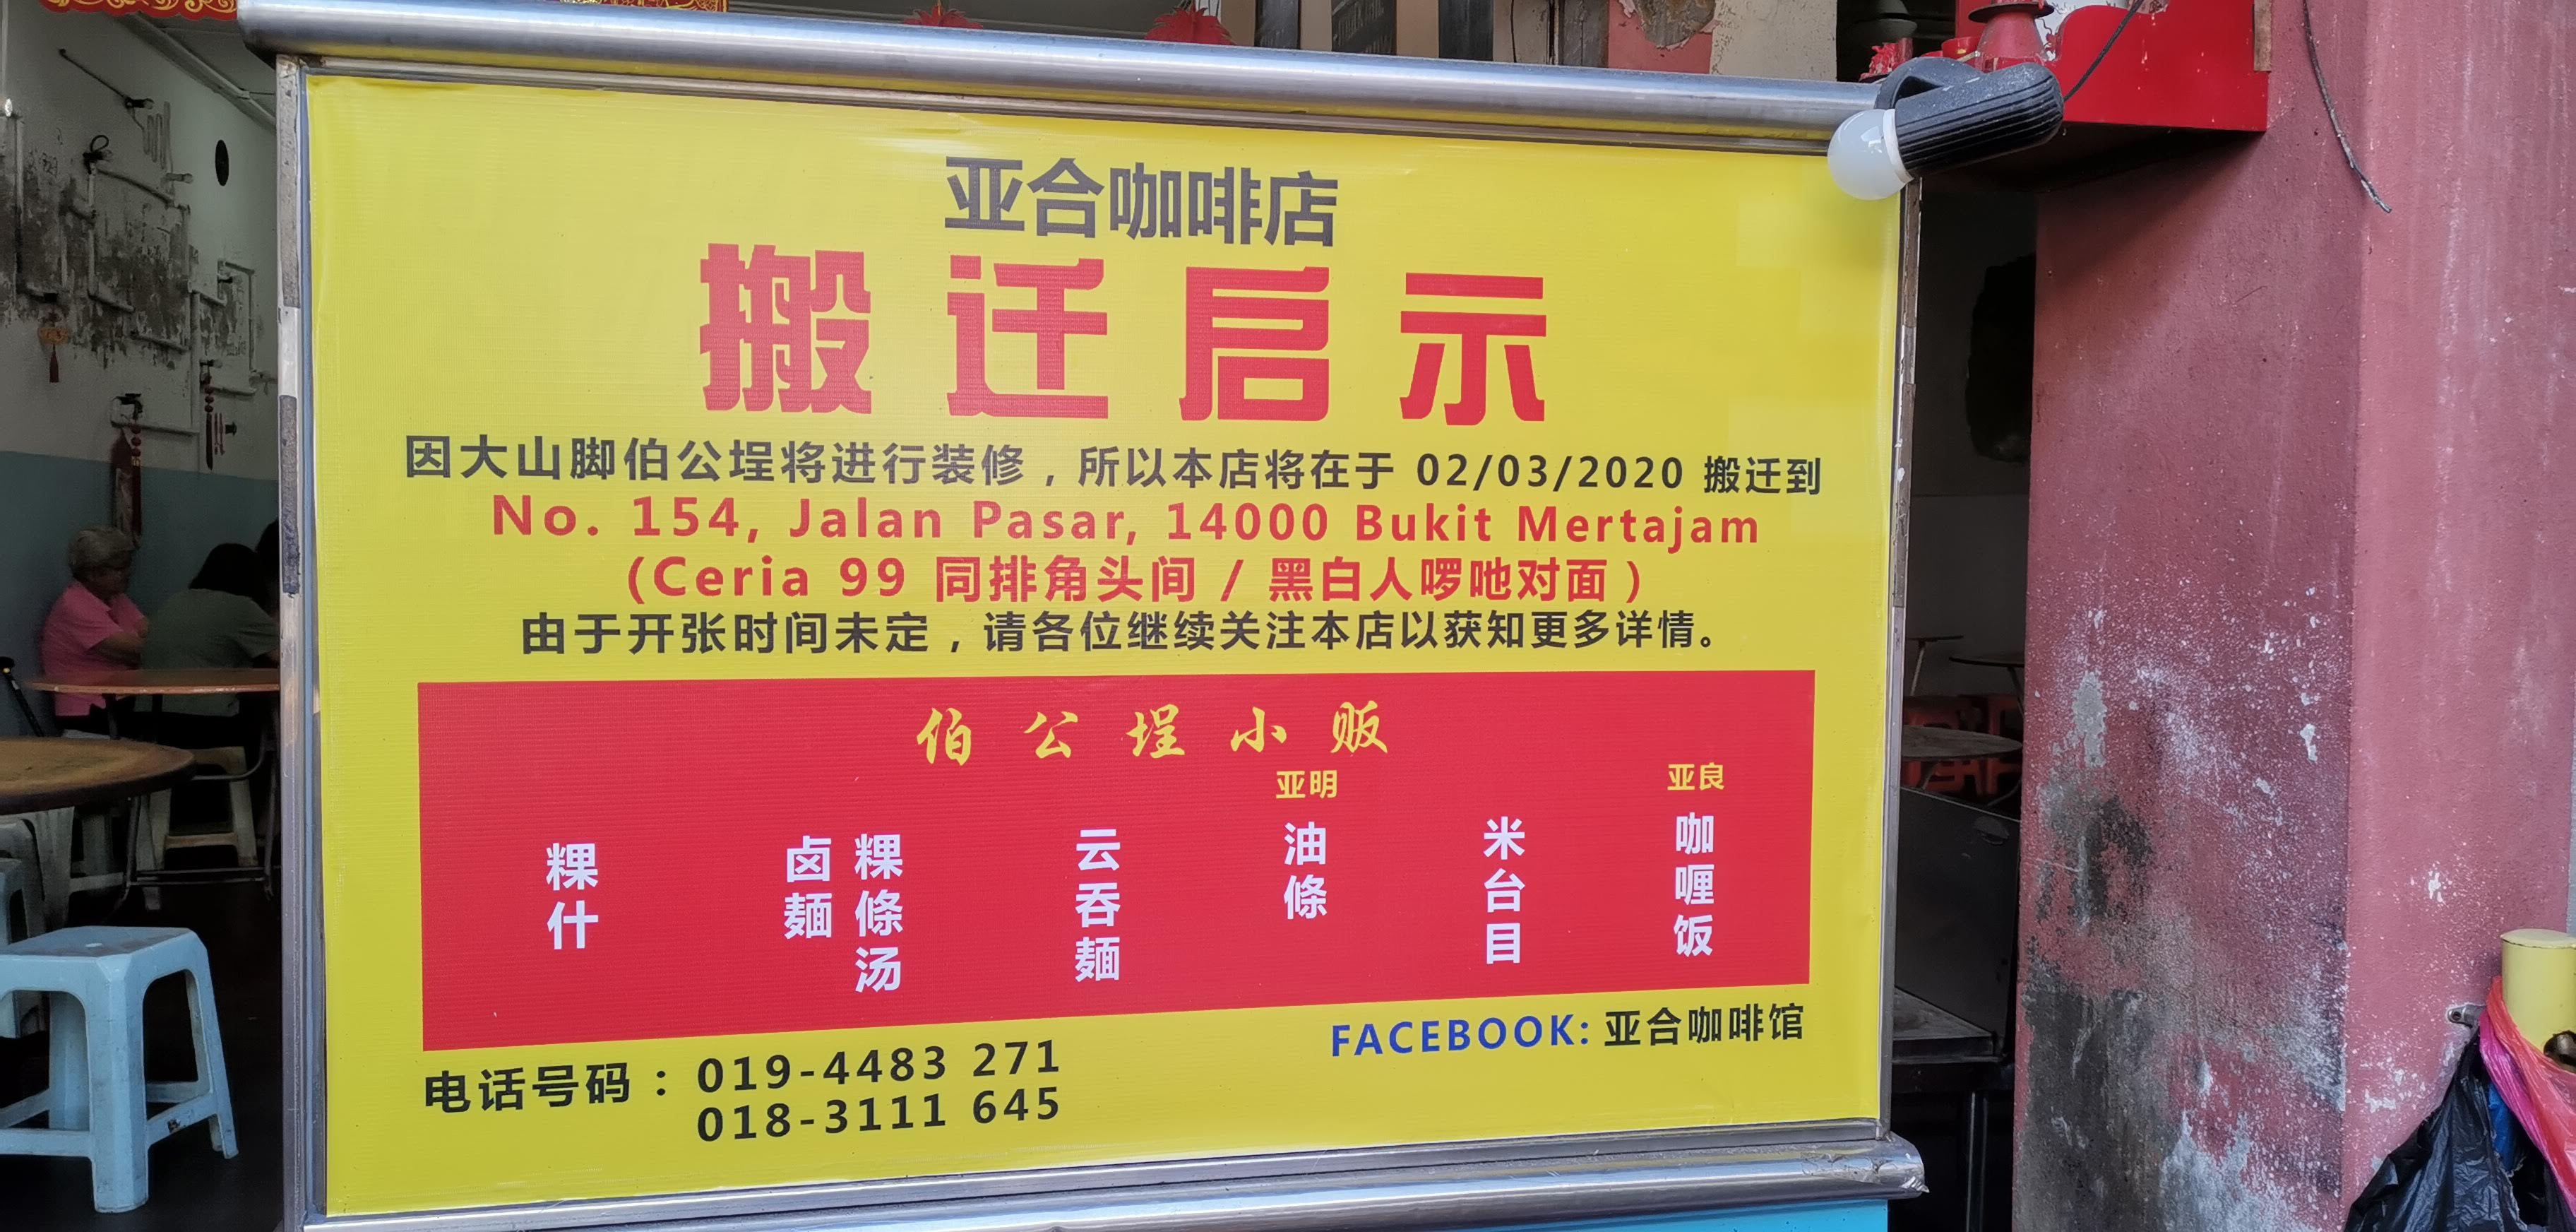 亚合咖啡店
搬迁启示
因大山脚伯公埕将进行装修，所以本店将在于 02/03/2020 搬迁到
No. 154, Jalan Pasar, 14000 Bukit Mertajam
(Ceria 99 同排角头间 / 黑白人啰吔对面)
由于开张时间未定，请各位继续关注本店以获知更多详情。
伯公埕小贩
粿什
卤麺
粿條汤
云吞麺
亚明
油條
米台目
亚良
咖喱饭
电话号码：019-4483 271
018-3111 645
FACEBOOK: 亚合咖啡馆